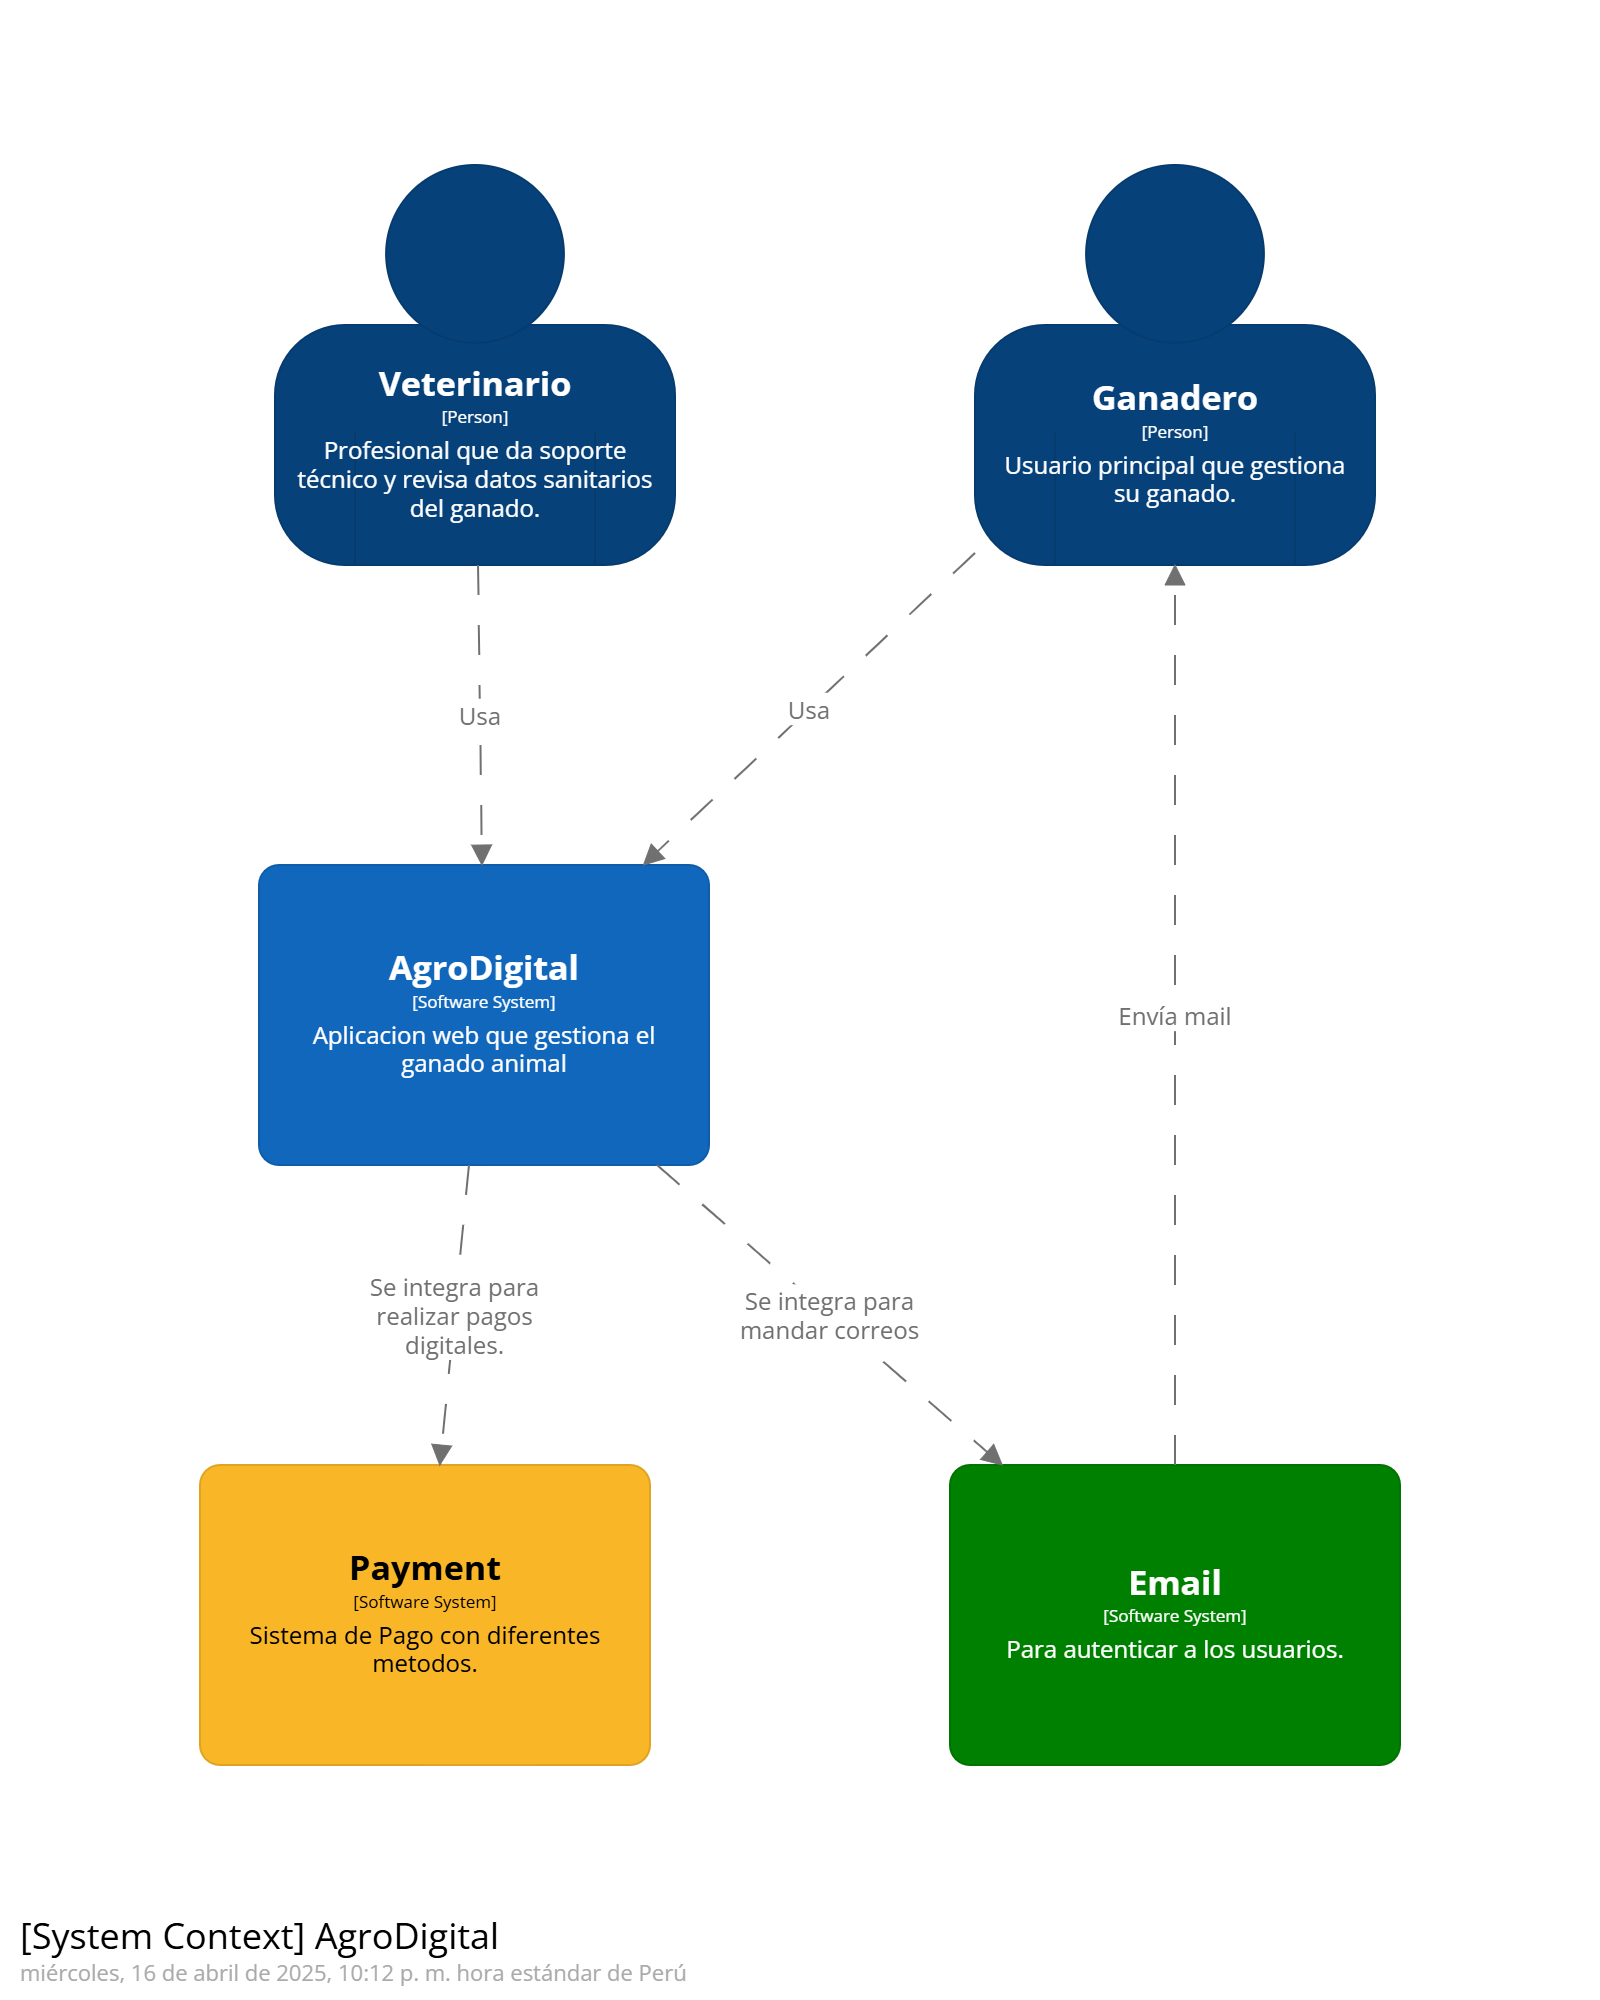 Veterinario
[Person]
Profesional que da soporte
técnico y revisa datos sanitarios
del ganado.
Ganadero
[Person]
Usuario principal que gestiona
su ganado.
Usa
Usa
AgroDigital
[Software System]
Aplicacion web que gestiona el
ganado animal
Envía mail
Se integra para
realizar pagos
digitales.
Se integra para
mandar correos
Payment
[Software System]
Sistema de Pago con diferentes
metodos.
Email
[Software System]
Para autenticar a los usuarios.
[System Context] AgroDigital
miércoles, 16 de abril de 2025, 10:12 p. m. hora estándar de Perú